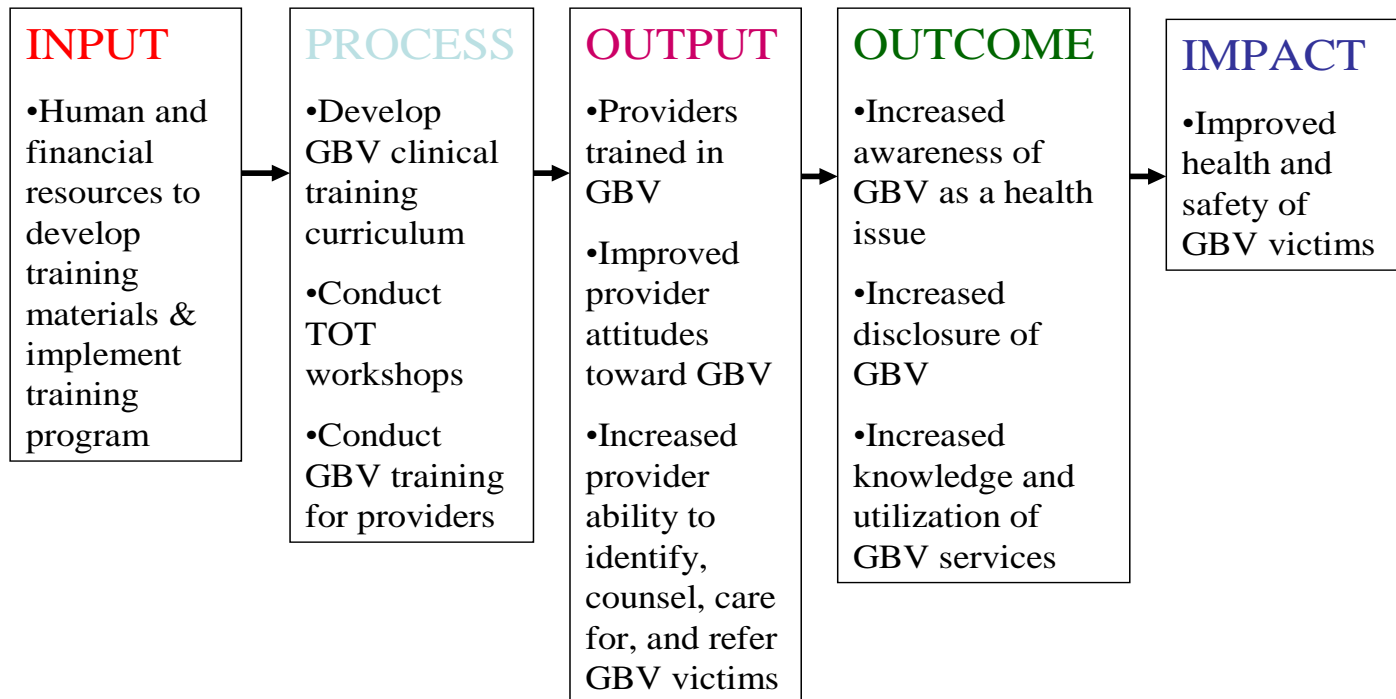 INPUT
•Human and
financial
resources to
develop
training
materials &
implement
training
program
PROCESS
•Develop
GBV clinical
training
curriculum
•Conduct
TOT
workshops
•Conduct
GBV training
for providers
OUTPUT
•Providers
trained in
GBV
•Improved
provider
attitudes
toward GBV
•Increased
provider
ability to
identify,
counsel, care
for, and refer
GBV victims
OUTCOME
•Increased
awareness of
GBV as a health
issue
•Increased
disclosure of
GBV
•Increased
knowledge and
utilization of
GBV services
IMPACT
•Improved
health and
safety of
GBV victims